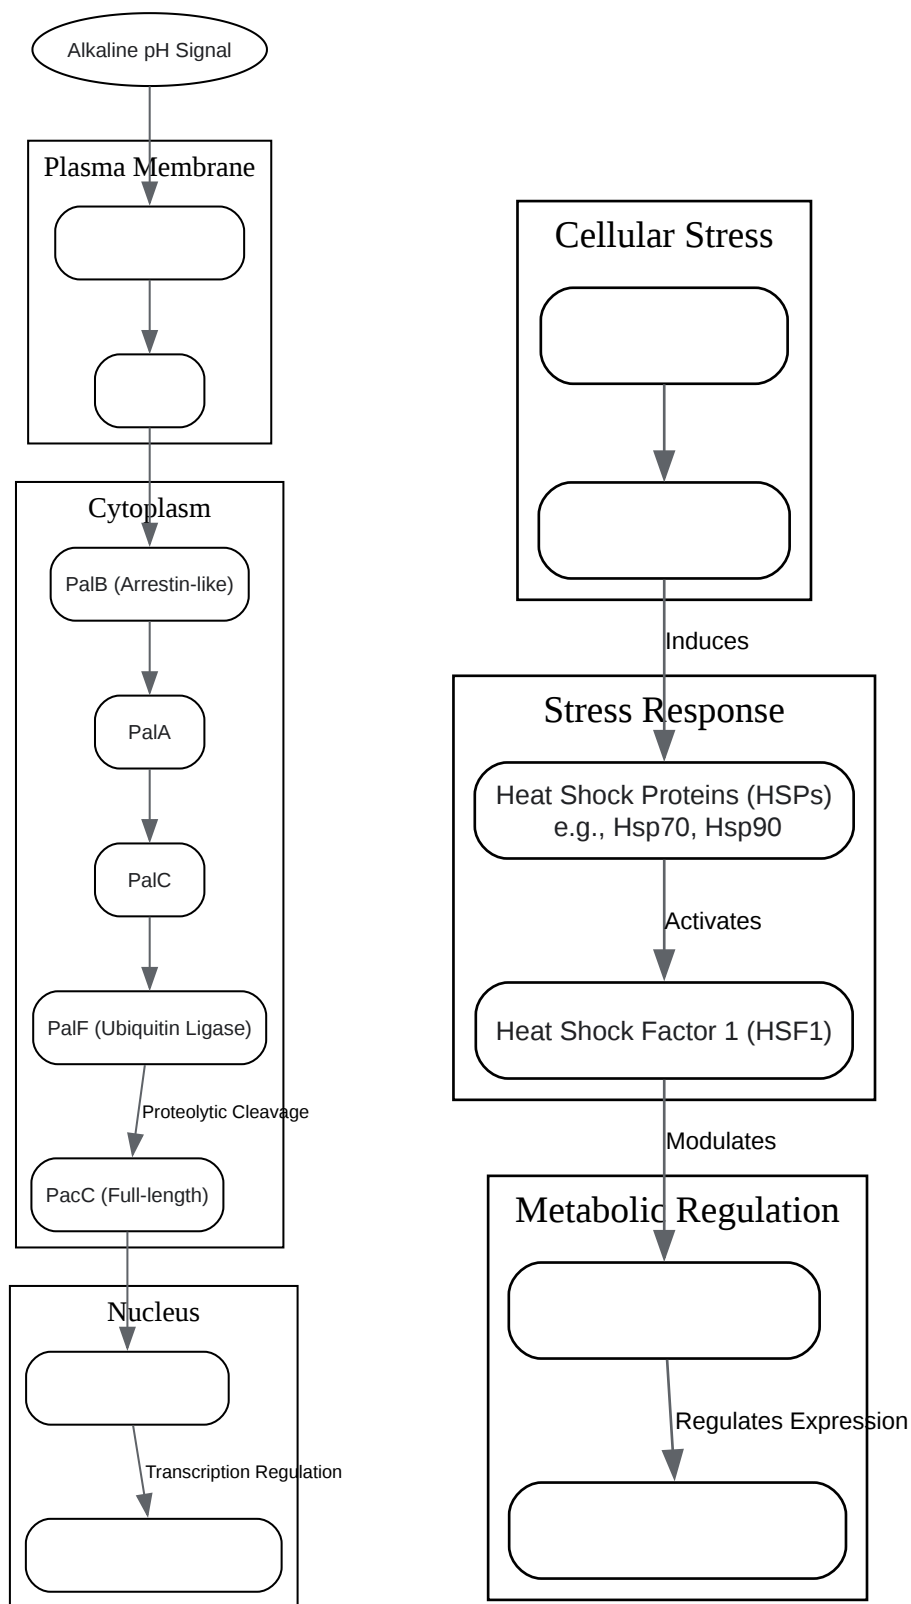 Alkaline pH Signal
Plasma Membrane
Cytoplasm
PalB (Arrestin-like)
PalA
PalC
PalF (Ubiquitin Ligase)
Proteolytic Cleavage
PacC (Full-length)
Nucleus
Transcription Regulation
Cellular Stress
Induces
Stress Response
Heat Shock Proteins (HSPs)
e.g., Hsp70, Hsp90
Activates
Heat Shock Factor 1 (HSF1)
Modulates
Metabolic Regulation
Regulates Expression